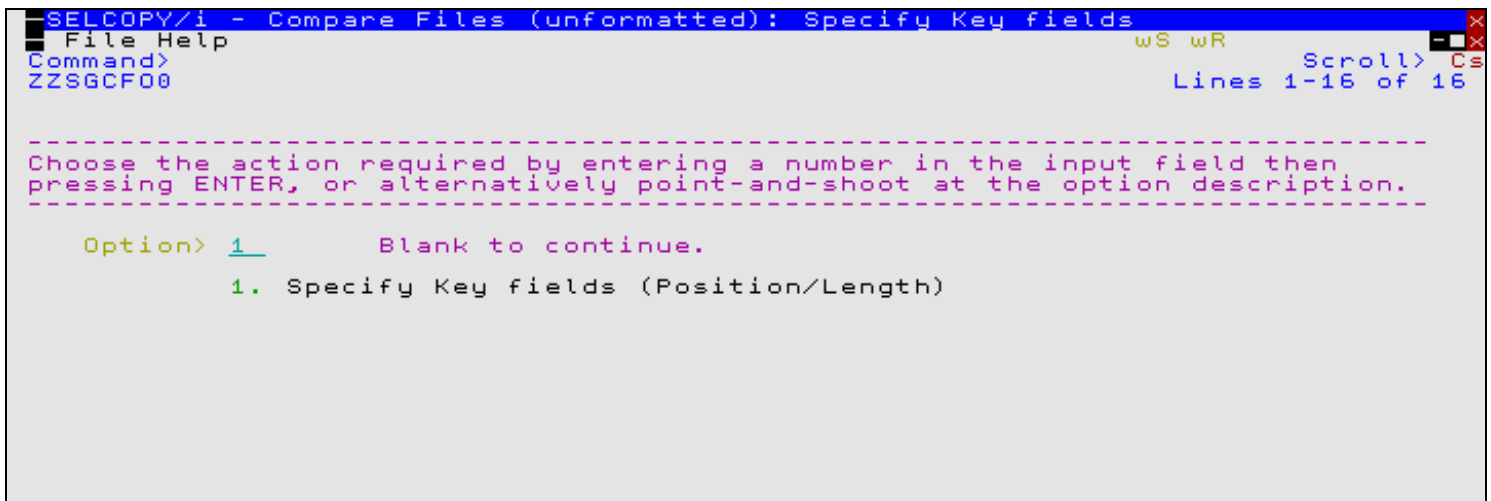 SELCOPY/i - Compare Files (unformatted): Specify Key fields
File Help wS wR
Command> Scroll> Cs
ZZSGCFO0 Lines 1-16 of 16
Choose the action required by entering a number in the input field then
pressing ENTER, or alternatively point-and-shoot at the option description.
Option> 1 Blank to continue.
1. Specify Key fields (Position/Length)